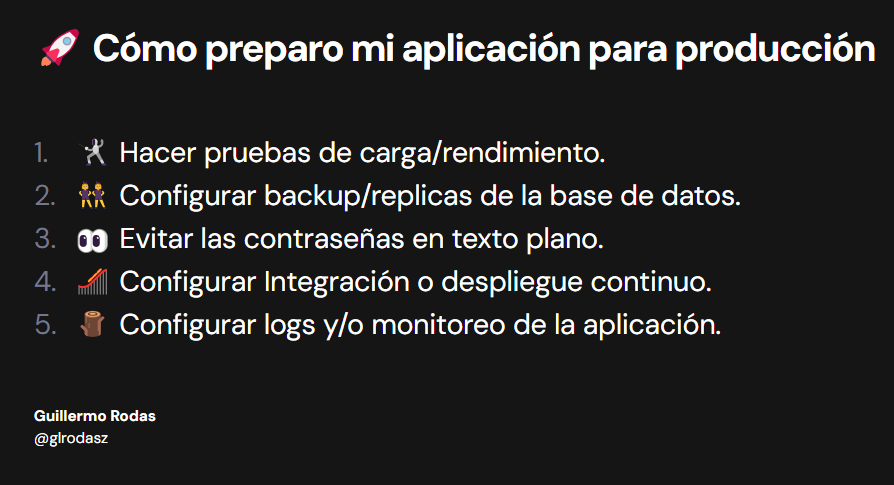 🚀 Cómo preparo mi aplicación para producción
1. 🤺 Hacer pruebas de carga/rendimiento.
2. 👯 Configurar backup/replicas de la base de datos.
3. 👀 Evitar las contraseñas en texto plano.
4. 🎢 Configurar Integración o despliegue continuo.
5. 🪵 Configurar logs y/o monitoreo de la aplicación.
Guillermo Rodas
@glrodasz